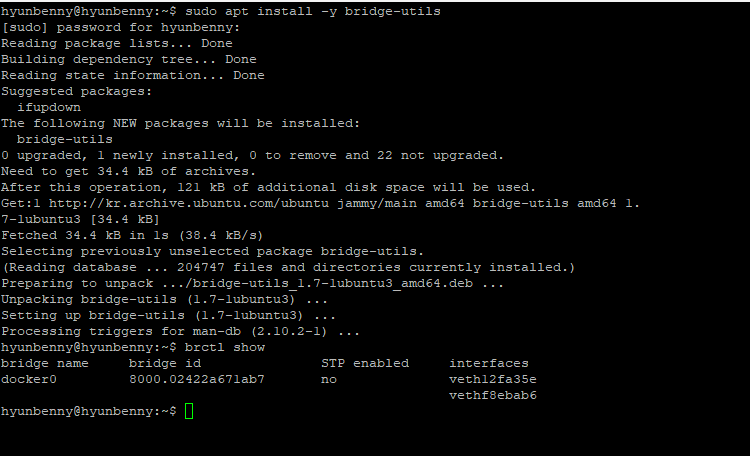 hyunbenny@hyunbenny:~$ sudo apt install -y bridge-utils
[sudo] password for hyunbenny:
Reading package lists... Done
Building dependency tree... Done
Reading state information... Done
Suggested packages:
  ifupdown
The following NEW packages will be installed:
  bridge-utils
0 upgraded, 1 newly installed, 0 to remove and 22 not upgraded.
Need to get 34.4 kB of archives.
After this operation, 121 kB of additional disk space will be used.
Get:1 http://kr.archive.ubuntu.com/ubuntu jammy/main amd64 bridge-utils amd64 1.
7-1ubuntu3 [34.4 kB]
Fetched 34.4 kB in 1s (38.4 kB/s)
Selecting previously unselected package bridge-utils.
(Reading database ... 204747 files and directories currently installed.)
Preparing to unpack .../bridge-utils_1.7-1ubuntu3_amd64.deb ...
Unpacking bridge-utils (1.7-1ubuntu3) ...
Setting up bridge-utils (1.7-1ubuntu3) ...
Processing triggers for man-db (2.10.2-1) ...
hyunbenny@hyunbenny:~$ brctl show
bridge name     bridge id               STP enabled     interfaces
docker0         8000.02422a671ab7       no              veth12fa35e
                                                        vethf8ebab6
hyunbenny@hyunbenny:~$